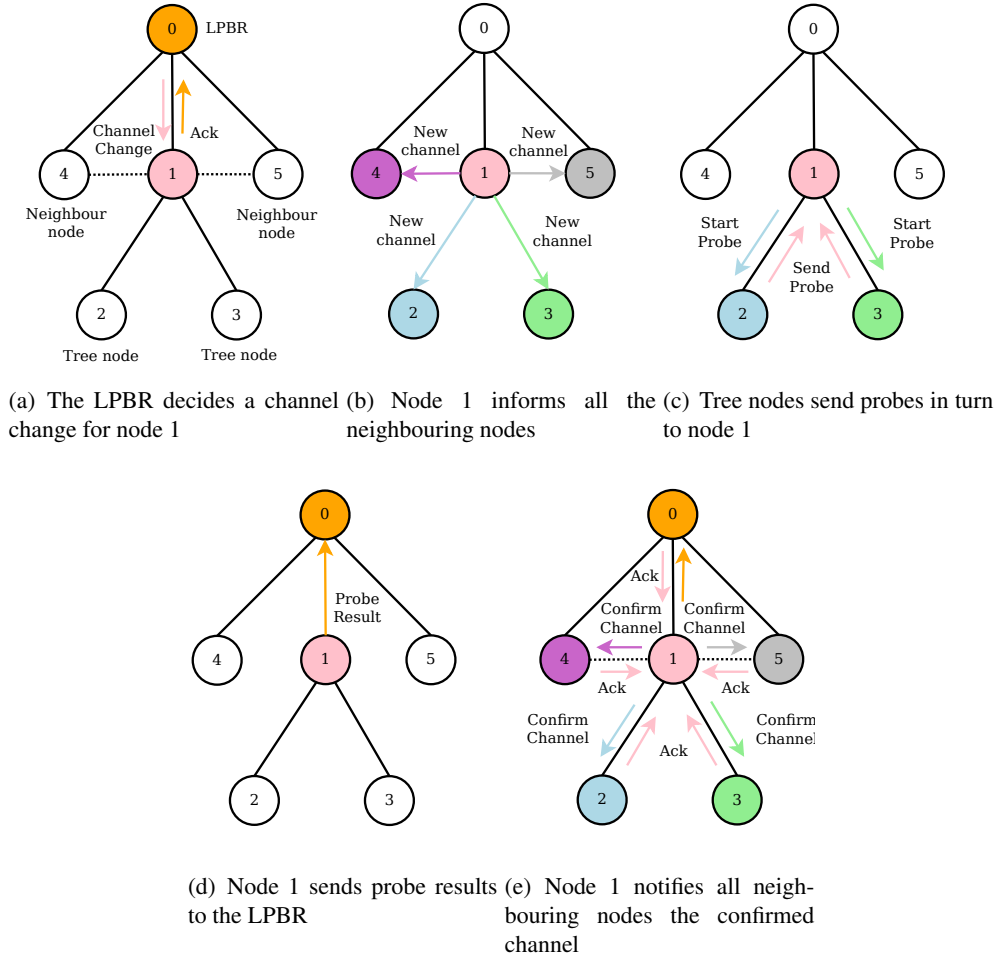 0 LPBR
Channel
Change
Ack
4 1 5
Neighbour
node
Neighbour
node
2 3
Tree node Tree node
(a) The LPBR decides a channel
change for node 1
0
New
channel
New
channel
4 1 5
New
channel
New
channel
2 3
(b) Node 1 informs all the
neighbouring nodes
0
4 1 5
Start
Probe
Start
Probe
Send
Probe
2 3
(c) Tree nodes send probes in turn
to node 1
0
Probe
Result
4 1 5
2 3
(d) Node 1 sends probe results
to the LPBR
0
Ack
Confirm
Channel
Confirm
Channel
4 1 5
Ack Ack
Confirm
Channel
Confirm
Channel
Ack
2 3
(e) Node 1 notifies all neigh-
bouring nodes the confirmed
channel